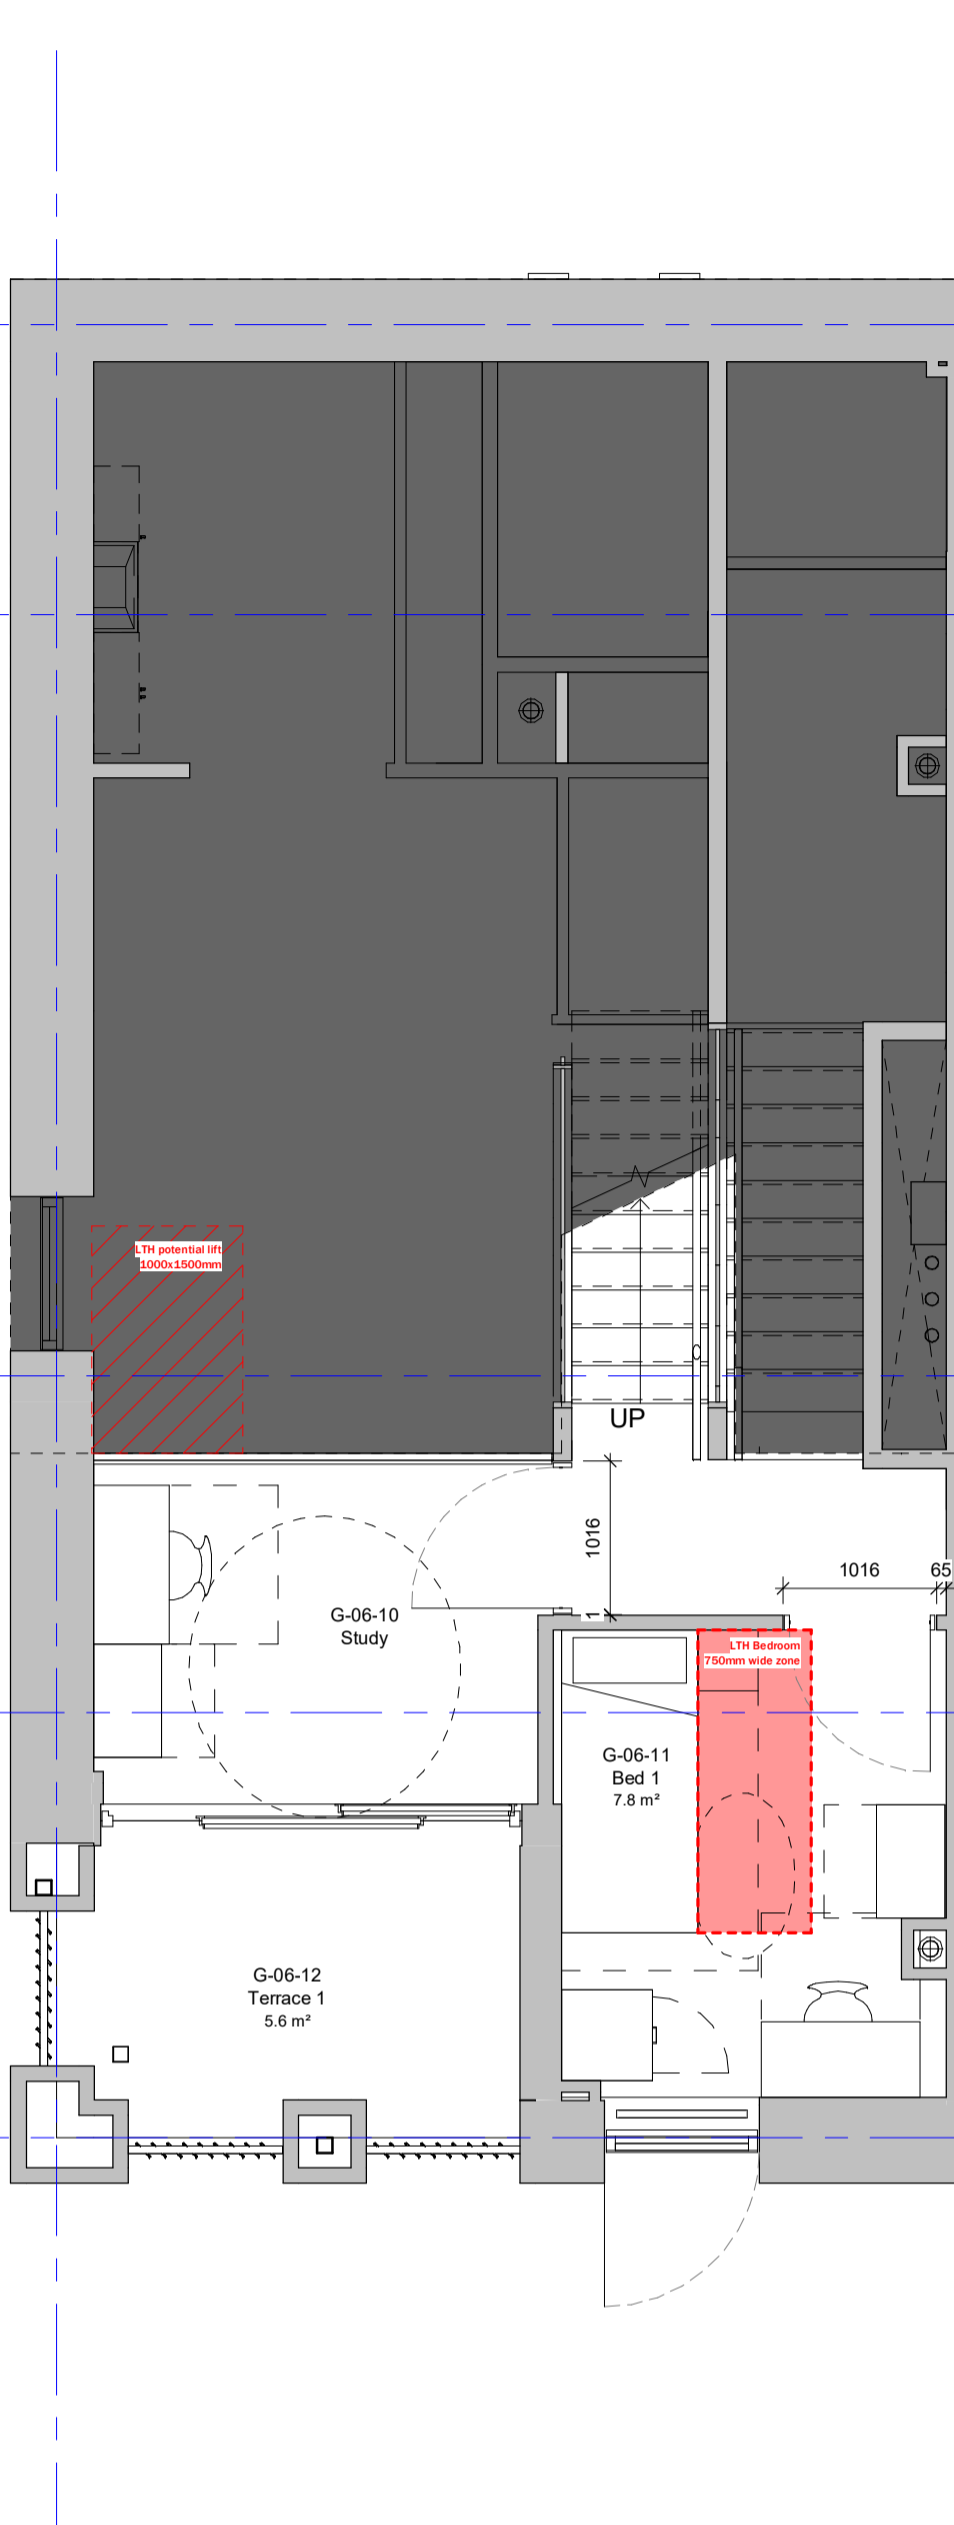 LTH potential lift
1000x1500mm
UP
1016
1016
65
1
G-06-10
Study
LTH Bedroom
750mm wide zone
G-06-11
Bed 1
7.8 m²
G-06-12
Terrace 1
5.6 m²